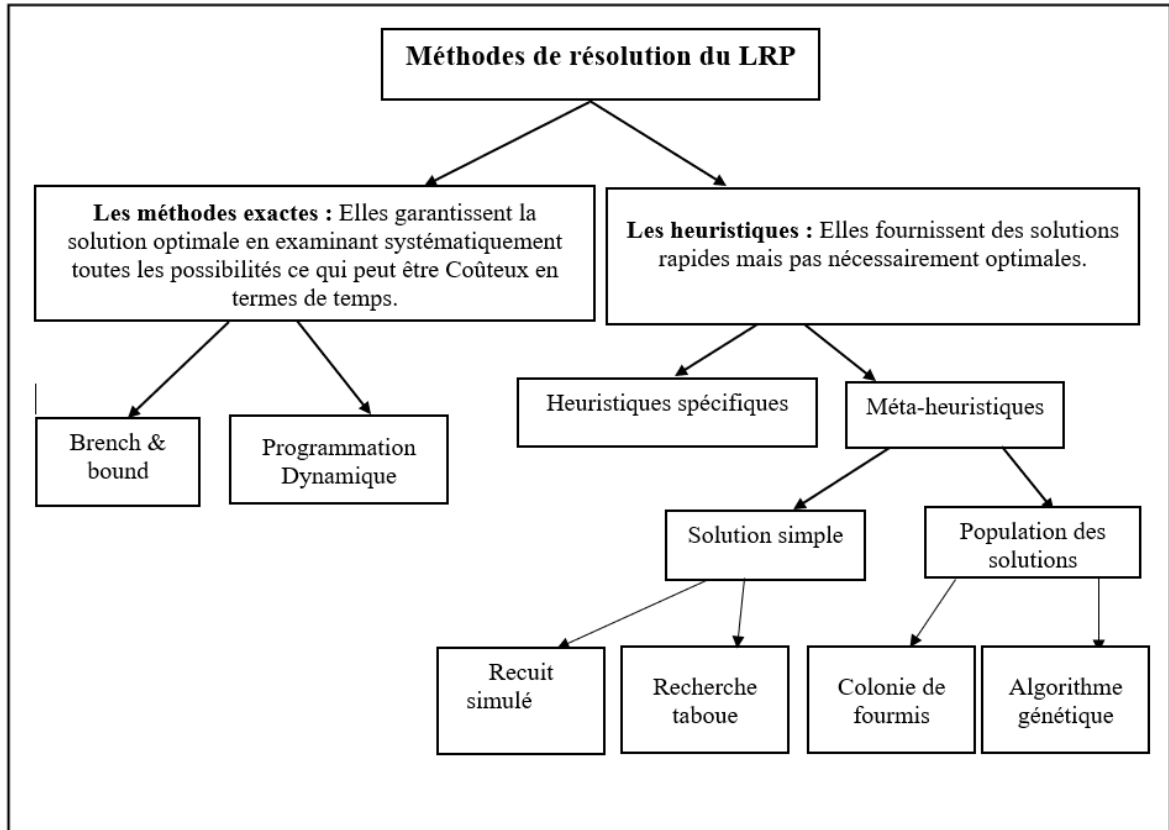 Méthodes de résolution du LRP
Les méthodes exactes : Elles garantissent la
solution optimale en examinant systématiquement
toutes les possibilités ce qui peut être Coûteux en
termes de temps.
Les heuristiques : Elles fournissent des solutions
rapides mais pas nécessairement optimales.
Brench &
bound
Programmation
Dynamique
Heuristiques spécifiques
Méta-heuristiques
Solution simple
Population des
solutions
Recuit
simulé
Recherche
taboue
Colonie de
fourmis
Algorithme
génétique